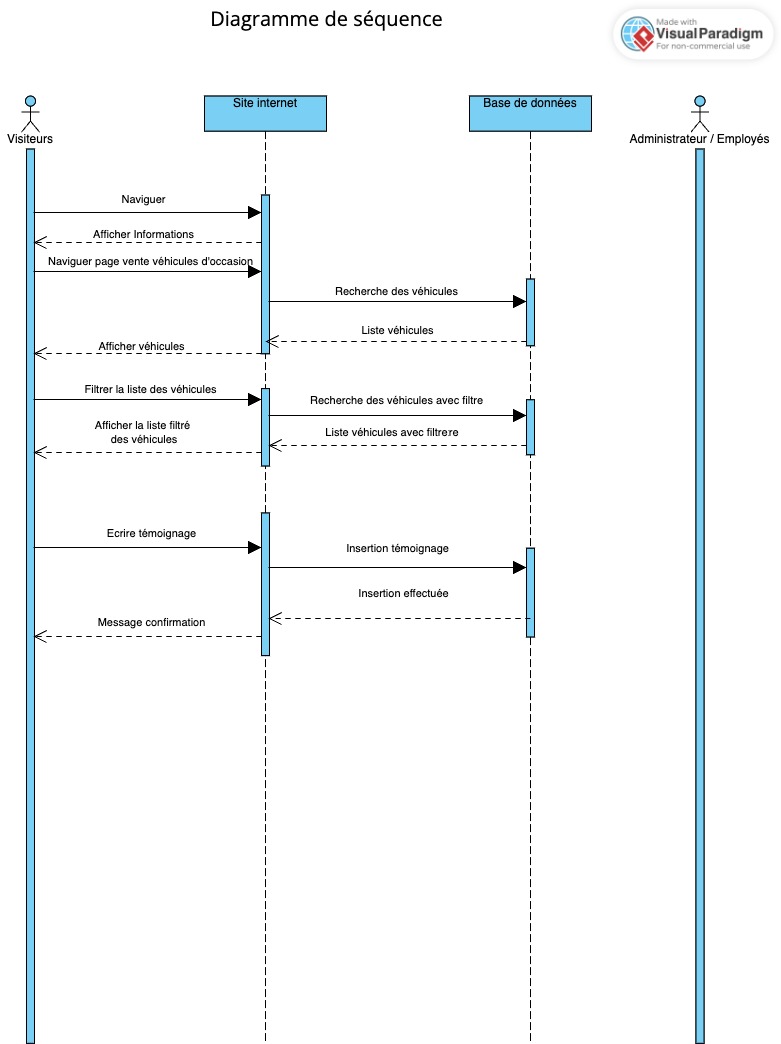 Diagramme de séquence
Made with
VisualParadigm
For non-commercial use
Visiteurs
Site internet
Base de données
Administrateur / Employés
Naviguer
Afficher Informations
Naviguer page vente véhicules d'occasion
Recherche des véhicules
Liste véhicules
Afficher véhicules
Filtrer la liste des véhicules
Recherche des véhicules avec filtre
Afficher la liste filtré
des véhicules
Liste véhicules avec filtrere
Ecrire témoignage
Insertion témoignage
Insertion effectuée
Message confirmation